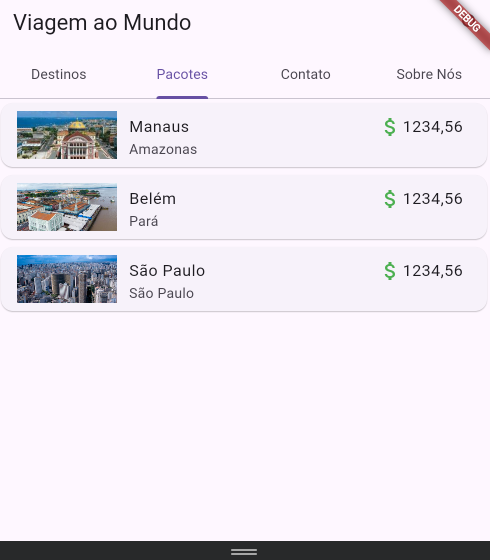 Viagem ao Mundo
DEBUG
Destinos Pacotes Contato Sobre Nós
Manaus $ 1234,56
Amazonas
Belém $ 1234,56
Pará
São Paulo $ 1234,56
São Paulo